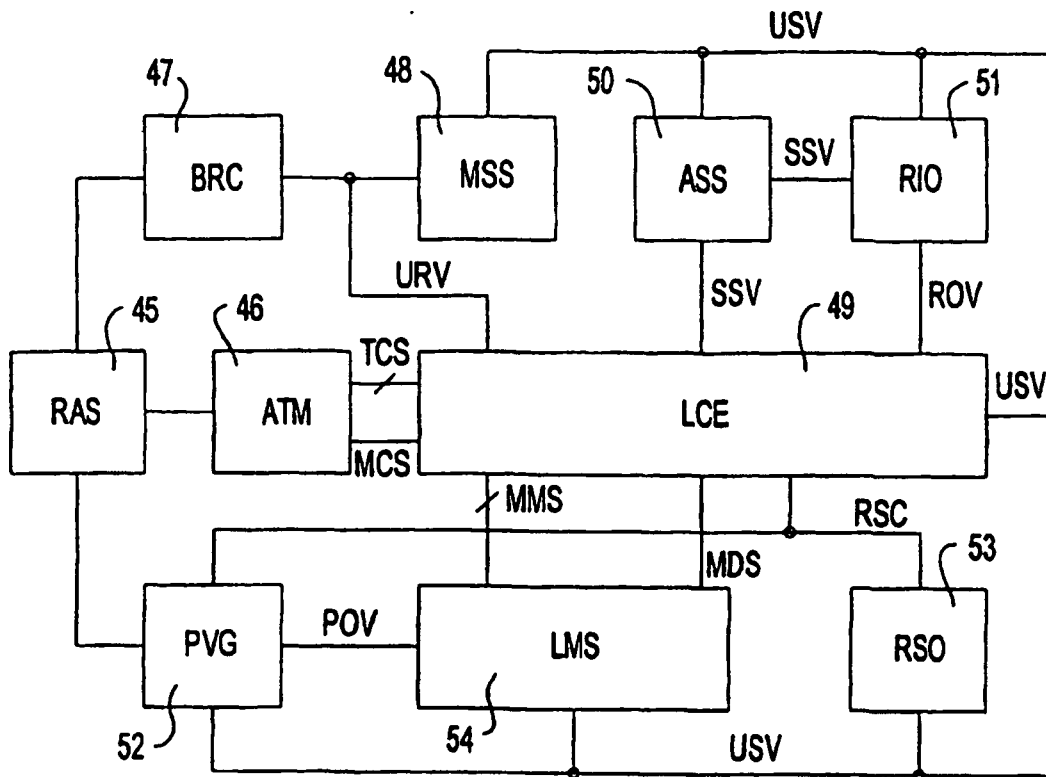 USV
47
48
50
51
BRC
MSS
ASS
SSV
RIO
URV
SSV
ROV
45
46
49
TCS
USV
RAS
ATM
LCE
MCS
MMS
RSC
53
MDS
PVG
POV
LMS
RSO
52
54
USV